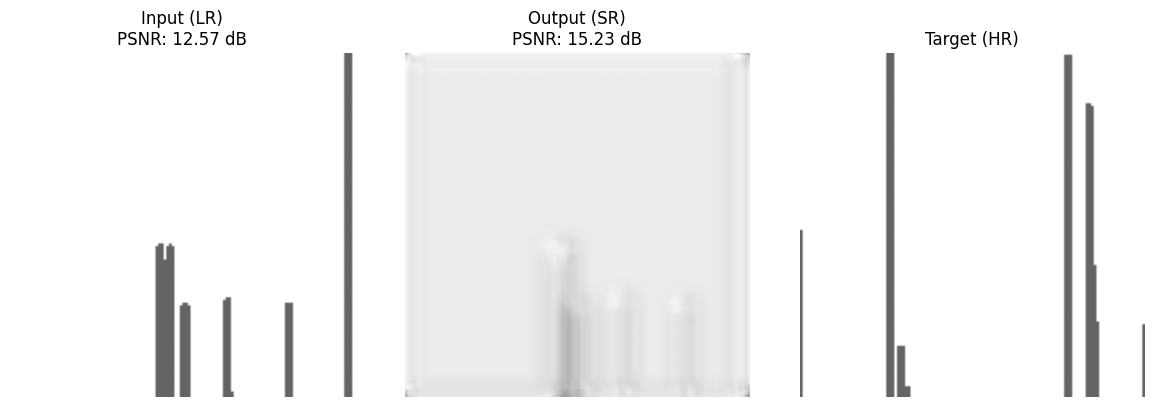 Input (LR)
PSNR: 12.57 dB
Output (SR)
PSNR: 15.23 dB
Target (HR)